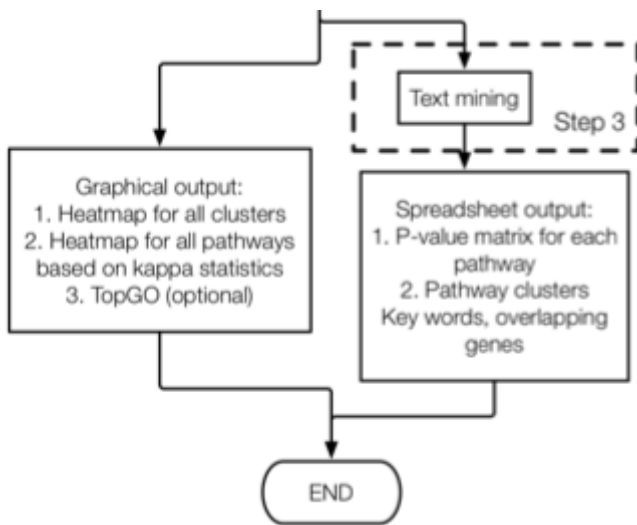 Text mining
Step 3
Graphical output:
1. Heatmap for all clusters
2. Heatmap for all pathways
based on kappa statistics
3. TopGO (optional)
Spreadsheet output:
1. P-value matrix for each
pathway
2. Pathway clusters
Key words, overlapping
genes
END